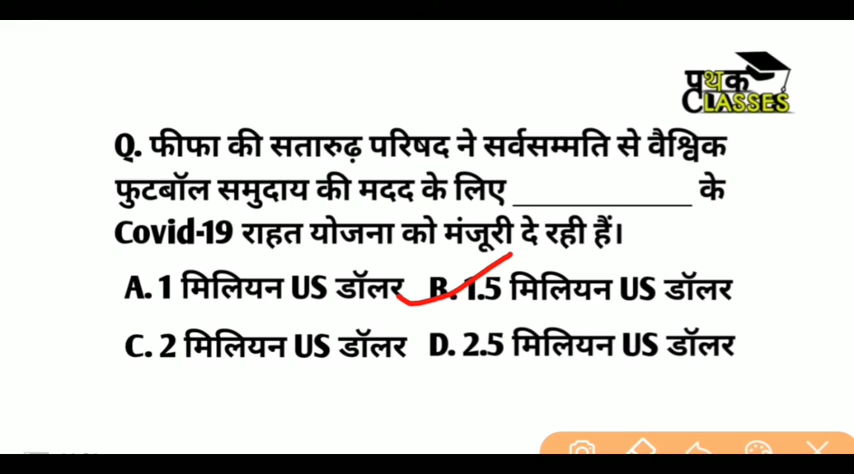 पथक
CLASSES
Q. फीफा की सतारुढ़ परिषद ने सर्वसम्मति से वैश्विक
फुटबॉल समुदाय की मदद के लिए ____________ के
Covid-19 राहत योजना को मंजूरी दे रही हैं।
A. 1 मिलियन US डॉलर B. 1.5 मिलियन US डॉलर
C. 2 मिलियन US डॉलर D. 2.5 मिलियन US डॉलर